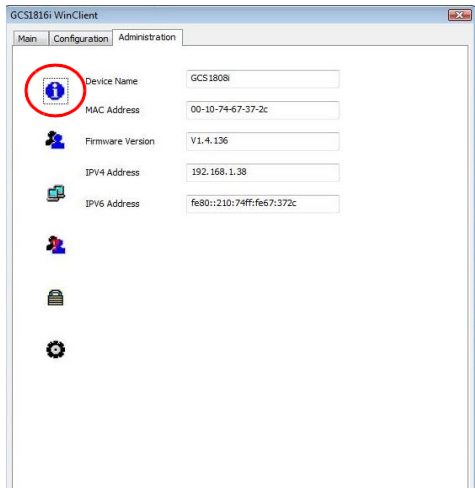 GCS1816i WinClient
Main Configuration Administration
Device Name GCS1808i
MAC Address 00-10-74-67-37-2c
Firmware Version V1.4.136
IPV4 Address 192.168.1.38
IPV6 Address fe80::210:74ff:fe67:372c